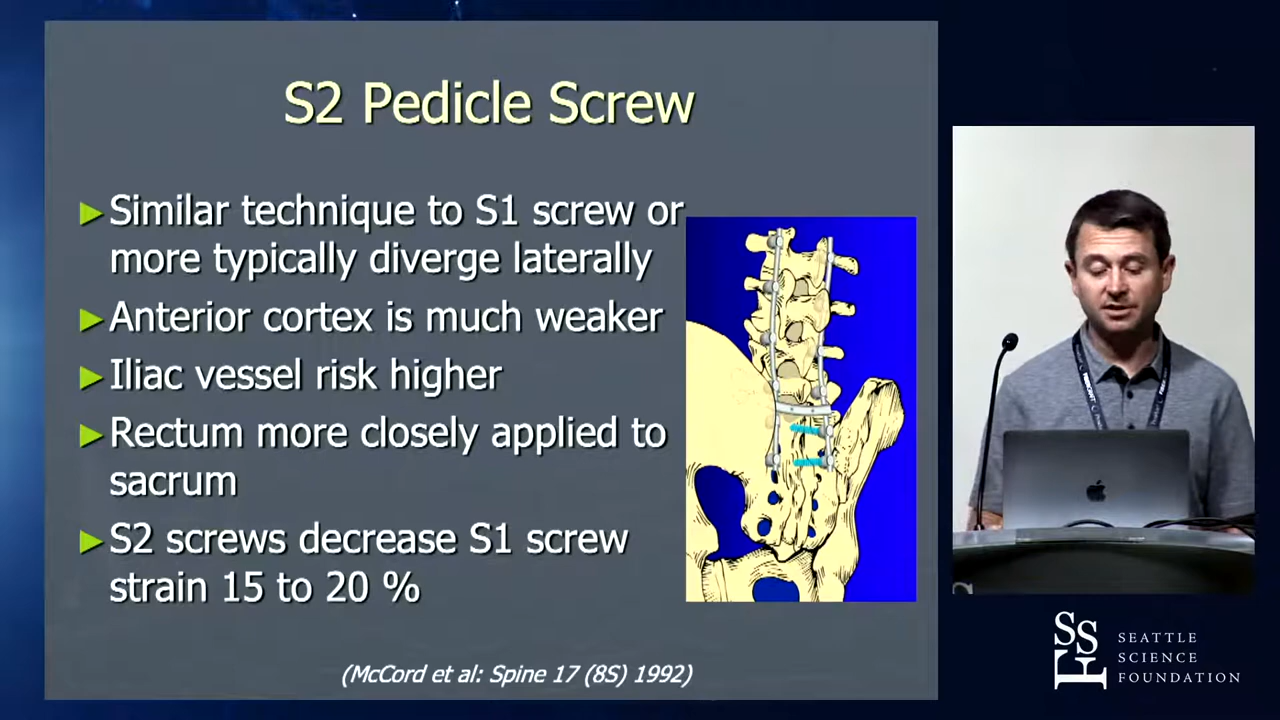 S2 Pedicle Screw
►Similar technique to S1 screw or
more typically diverge laterally
►Anterior cortex is much weaker
►Iliac vessel risk higher
►Rectum more closely applied to
sacrum
►S2 screws decrease S1 screw
strain 15 to 20 %
(McCord et al: Spine 17 (8S) 1992)
SSF
SEATTLE
SCIENCE
FOUNDATION